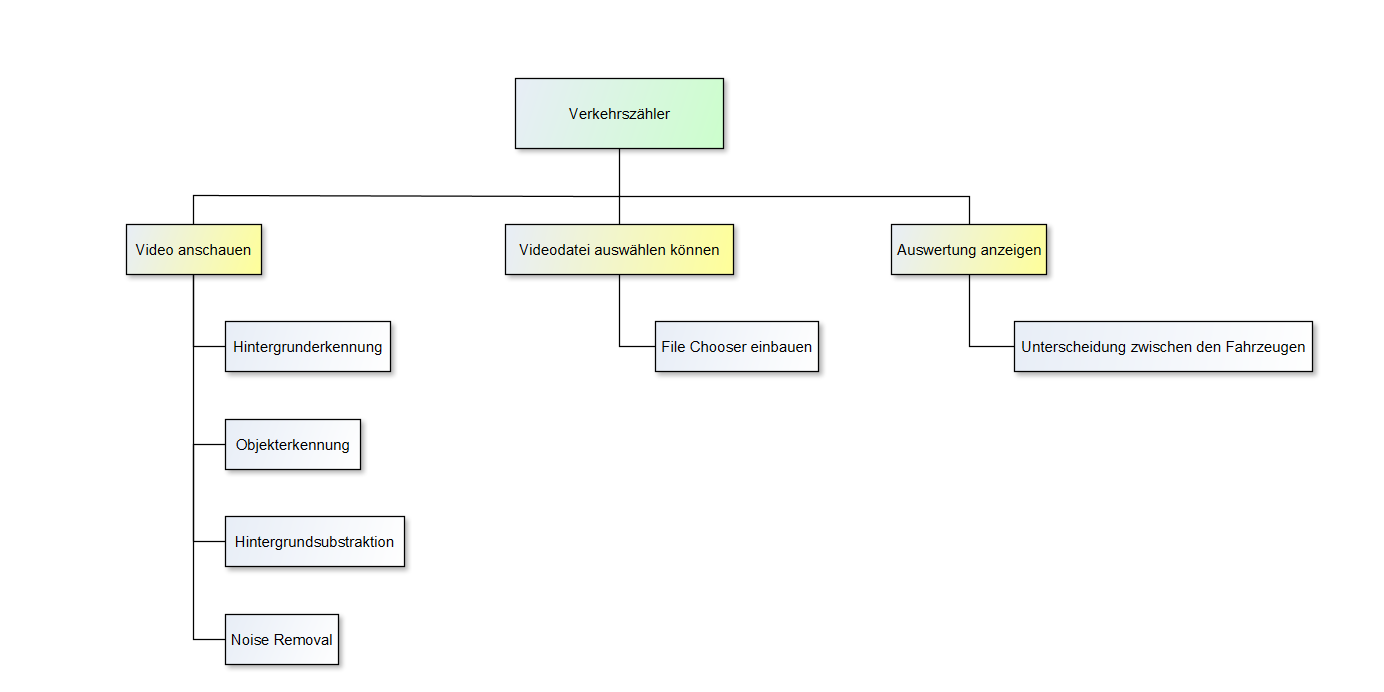 Verkehrszähler
Video anschauen
Videodatei auswählen können
Auswertung anzeigen
Hintergrunderkennung
File Chooser einbauen
Unterscheidung zwischen den Fahrzeugen
Objekterkennung
Hintergrundsubstraktion
Noise Removal